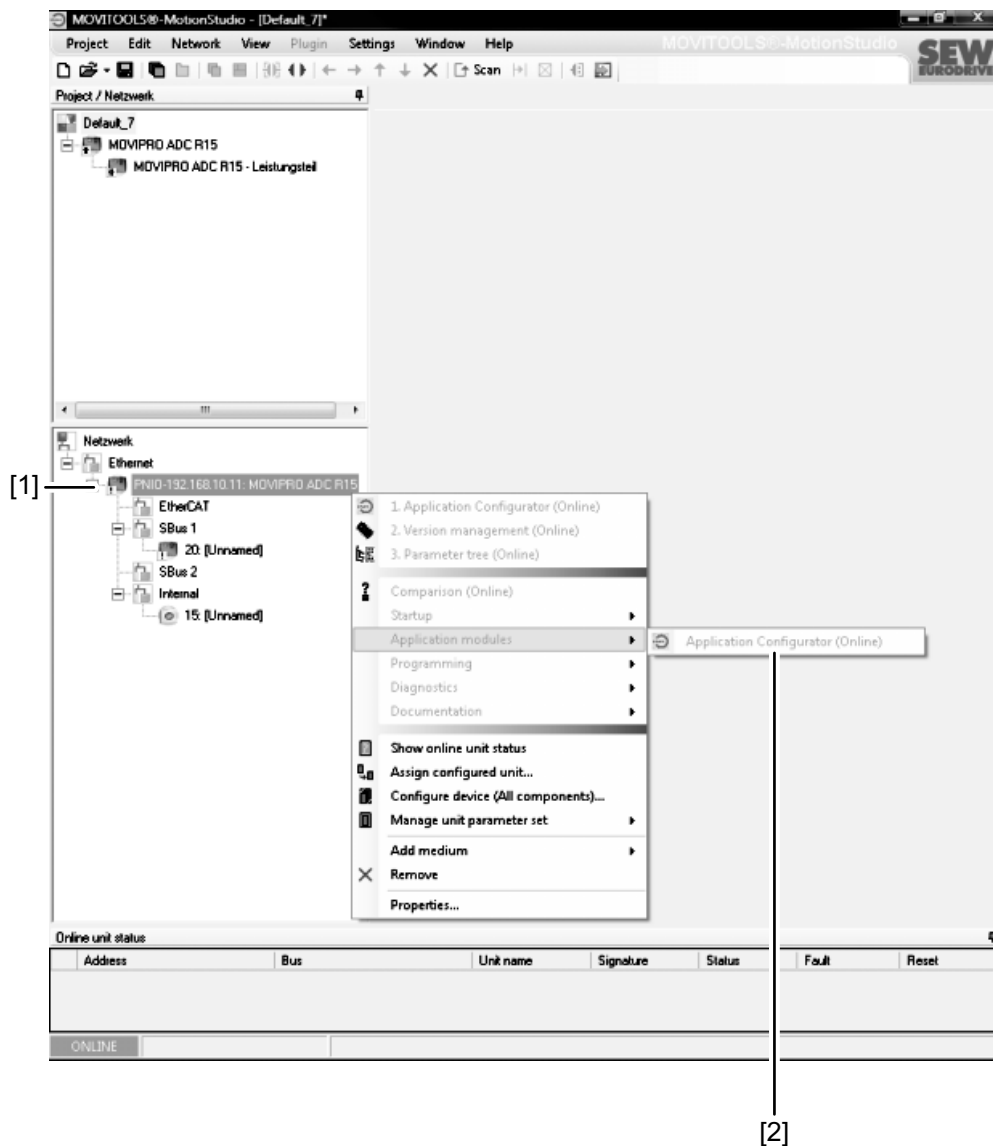 MOVITOOLS®-MotionStudio - [Default_7]*
Project Edit Network View Plugin Settings Window Help
MOVITOOLS®-MotionStudio
SEW
EURODRIVE
Scan
Project / Netzwerk
Default_7
MOVIPRO ADC R15
MOVIPRO ADC R15 - Leistungsteil
Netzwerk
Ethernet
[1]
PNIO-192.168.10.11: MOVIPRO ADC R15
EtherCAT
SBus 1
20: [Unnamed]
SBus 2
Internal
15: [Unnamed]
1. Application Configurator (Online)
2. Version management (Online)
3. Parameter tree (Online)
Comparison (Online)
Startup
Application modules
Application Configurator (Online)
Programming
Diagnostics
Documentation
Show online unit status
Assign configured unit...
Configure device (All components)...
Manage unit parameter set
Add medium
Remove
Properties...
Online unit status
Address Bus Unit name Signature Status Fault Reset
ONLINE
[2]